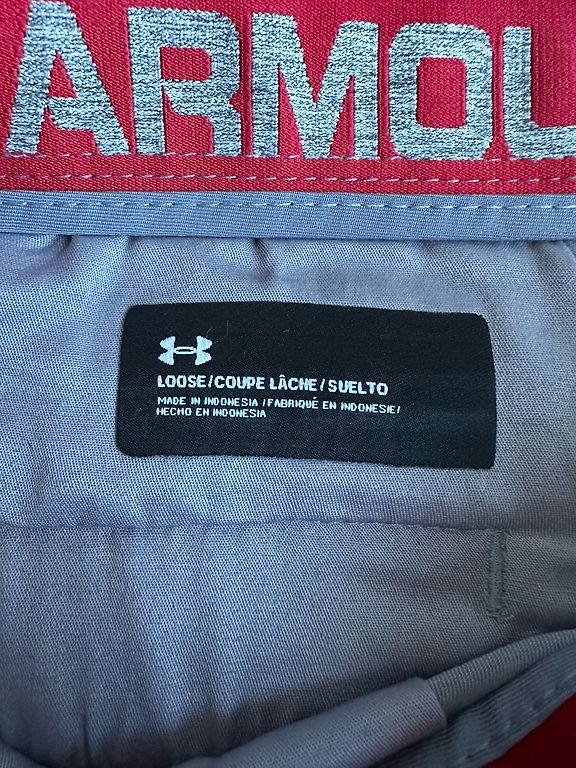 ARMOU
LOOSE/COUPE LÂCHE/SUELTO
MADE IN INDONESIA/FABRIQUÉ EN INDONESIE/
HECHO EN INDONESIA